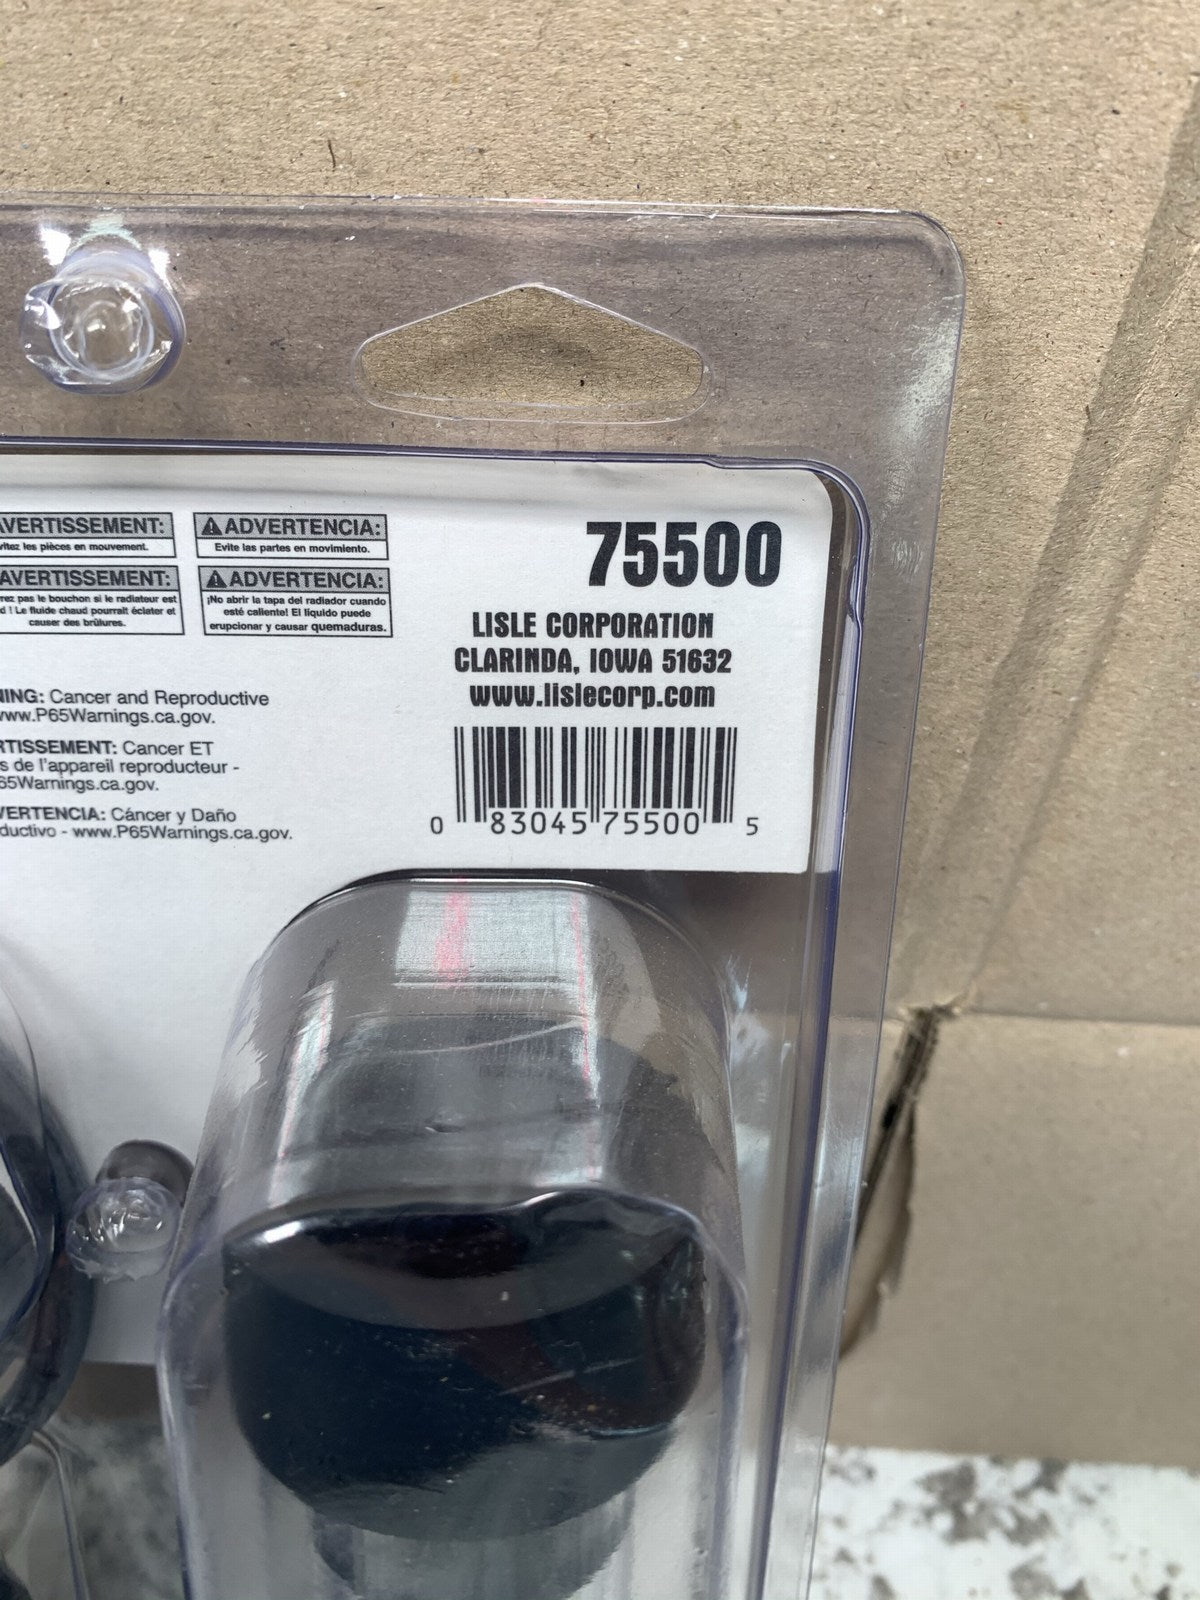 AVERTISSEMENT:
vitez les pièces en mouvement.
AVERTISSEMENT:
rez pas le bouchon si le radiateur est
d ! Le fluide chaud pourrait éclater et
causer des brûlures.
ADVERTENCIA:
Evite las partes en movimiento.
ADVERTENCIA:
¡No abrir la tapa del radiador cuando
esté caliente! El líquido puede
erupcionar y causar quemaduras.
75500
LISLE CORPORATION
CLARINDA, IOWA 51632
www.lislecorp.com
0 83045 75500 5
NING: Cancer and Reproductive
www.P65Warnings.ca.gov.
RTISSEMENT: Cancer ET
s de l'appareil reproducteur -
65Warnings.ca.gov.
VERTENCIA: Cáncer y Daño
ductivo - www.P65Warnings.ca.gov.